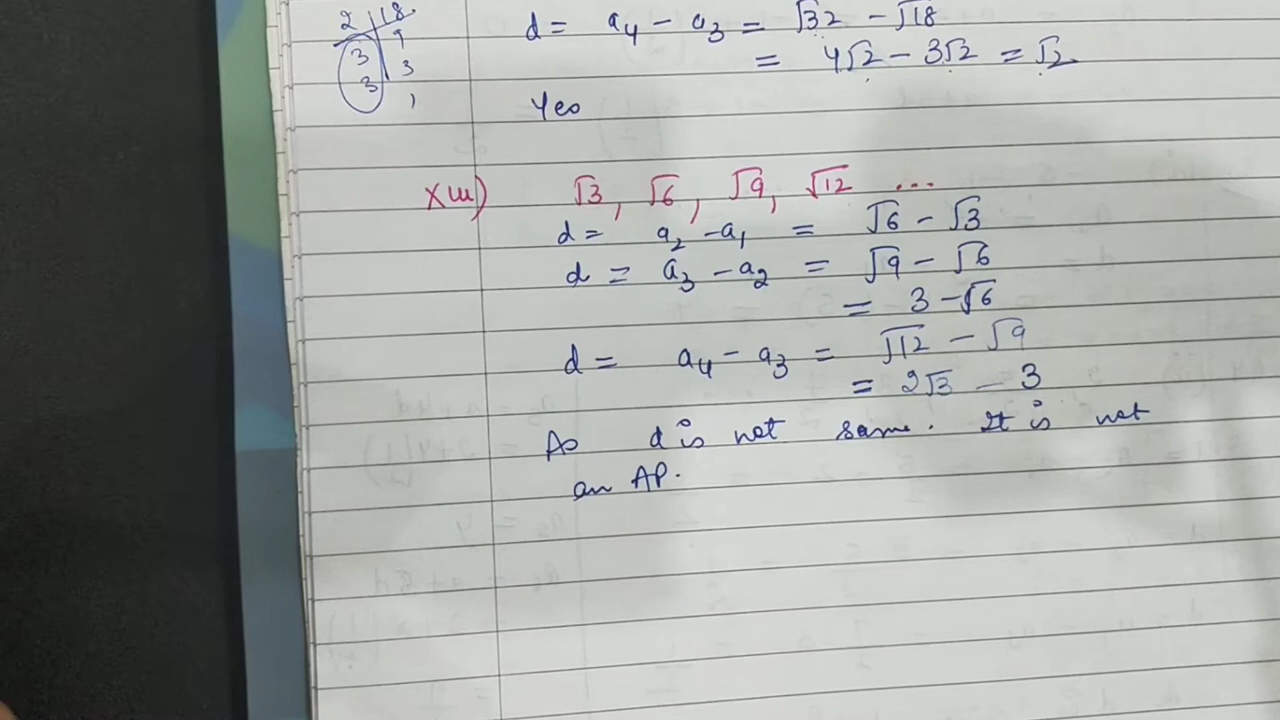 2 | 18
3 | 9
3 | 3
1
d = a₄ - a₃ = √32 - √18
= 4√2 - 3√2 = √2
Yes
xiii) √3, √6, √9, √12 ...
d = a₂ - a₁ = √6 - √3
d = a₃ - a₂ = √9 - √6
= 3 - √6
d = a₄ - a₃ = √12 - √9
= 2√3 - 3
As d is not same. It is not
an AP.